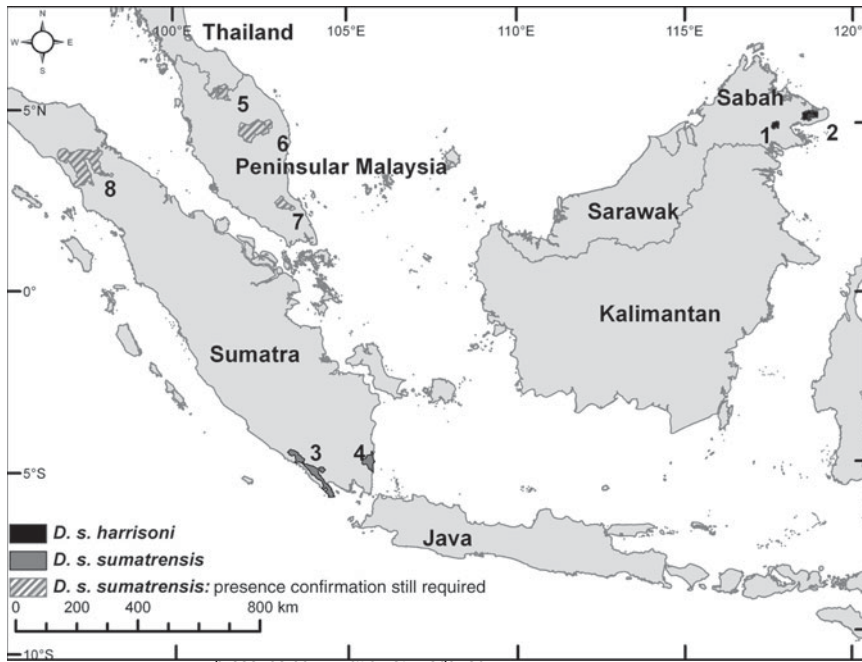 N
W E
S
100°E 105°E 110°E 115°E 120°
Thailand
5°N
5
6
Sabah
1
2
Peninsular Malaysia
8
7
Sarawak
0°
Kalimantan
Sumatra
3
4
5°S
D. s. harrisoni
D. s. sumatrensis
Java
D. s. sumatrensis: presence confirmation still required
0 200 400 800 km
10°S